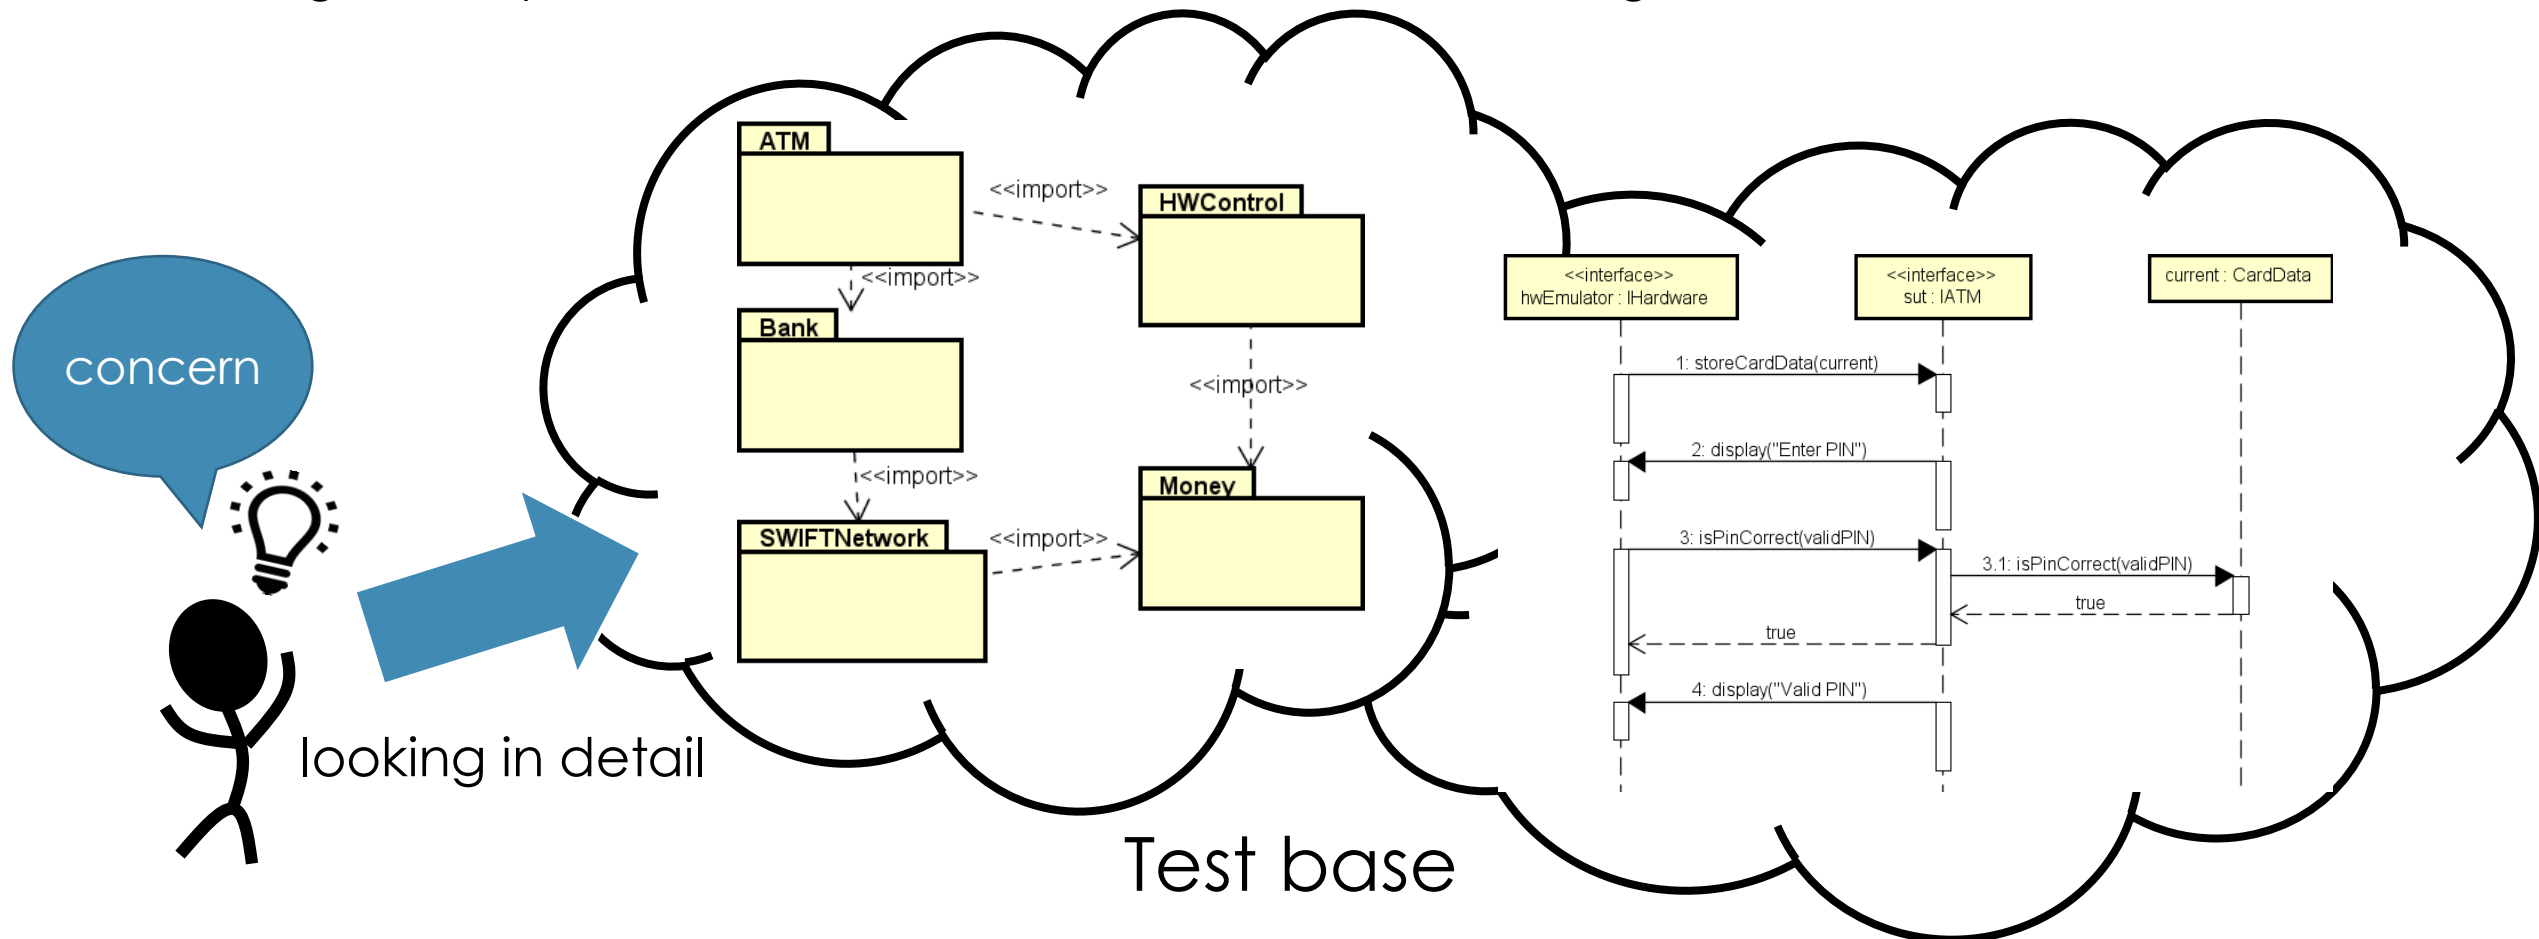 concern
looking in detail
ATM
<<import>>
HWControl
<<import>>
Bank
<<import>>
<<import>>
Money
SWIFTNetwork
<<import>>
<<interface>>
hwEmulator : IHardware
<<interface>>
sut : IATM
current : CardData
1: storeCardData(current)
2: display("Enter PIN")
3: isPinCorrect(validPIN)
3.1: isPinCorrect(validPIN)
true
true
4: display("Valid PIN")
Test base